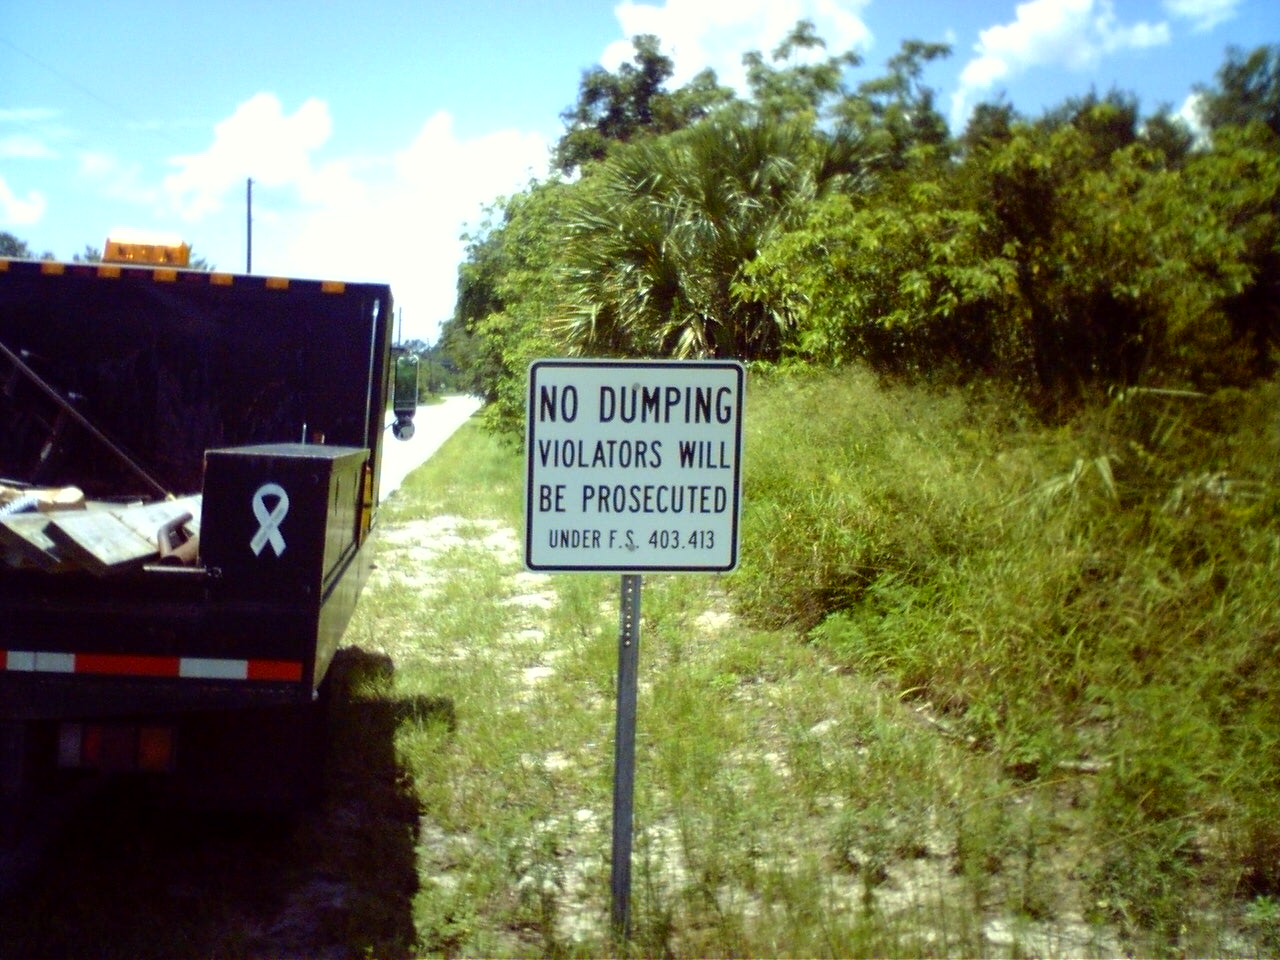 NO DUMPING
VIOLATORS WILL
BE PROSECUTED
UNDER F.S. 403.413